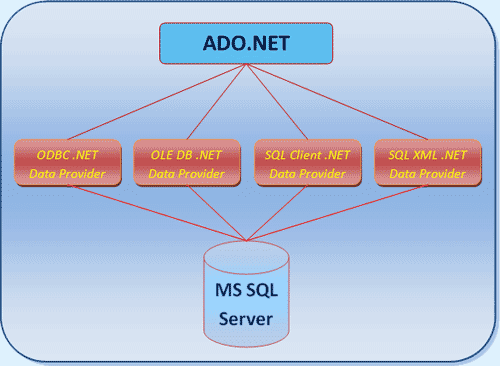 ADO.NET
ODBC .NET
Data Provider
OLE DB .NET
Data Provider
SQL Client .NET
Data Provider
SQL XML .NET
Data Provider
MS SQL
Server